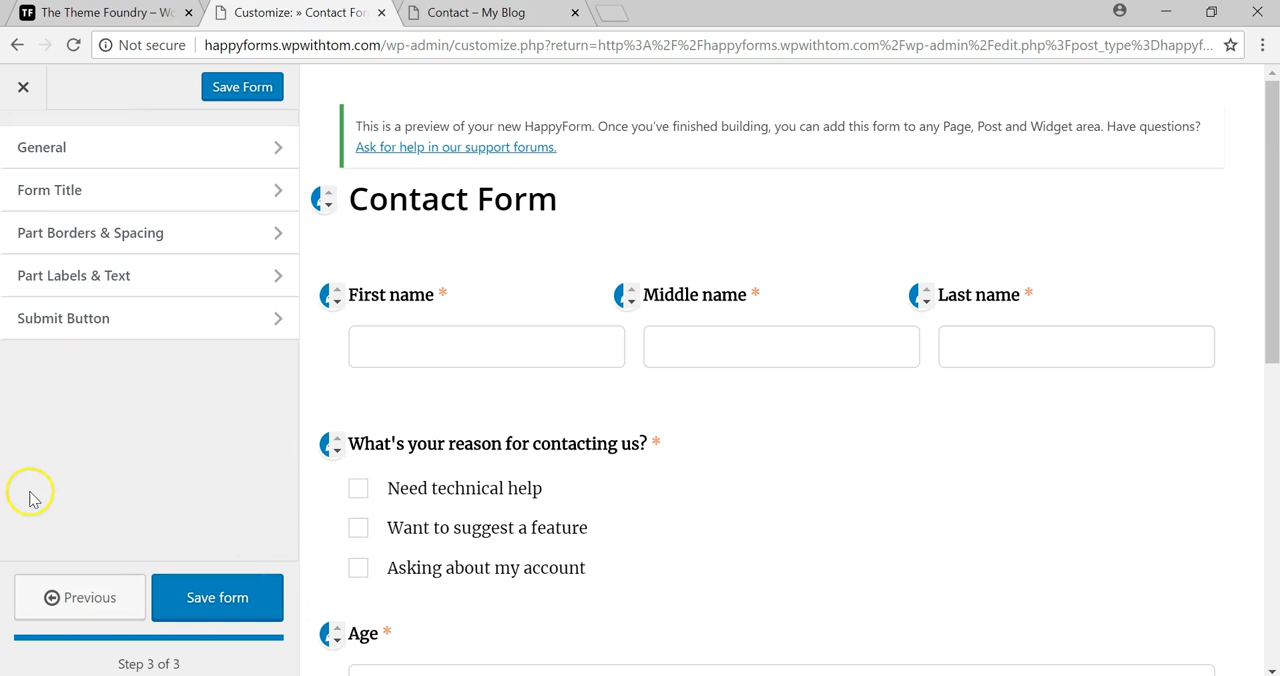 The Theme Foundry – Wo
Customize: » Contact For
Contact – My Blog
Not secure
happyforms.wpwithtom.com/wp-admin/customize.php?return=http%3A%2F%2Fhappyforms.wpwithtom.com%2Fwp-admin%2Fedit.php%3Fpost_type%3Dhappyf...
Save Form
General
Form Title
Part Borders & Spacing
Part Labels & Text
Submit Button
Previous
Save form
Step 3 of 3
This is a preview of your new HappyForm. Once you've finished building, you can add this form to any Page, Post and Widget area. Have questions?
Ask for help in our support forums.
Contact Form
First name *
Middle name *
Last name *
What's your reason for contacting us? *
Need technical help
Want to suggest a feature
Asking about my account
Age *